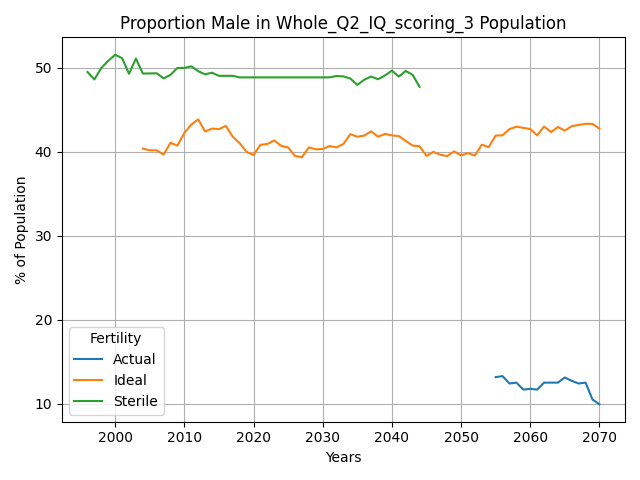 Proportion Male in Whole_Q2_IQ_scoring_3 Population
% of Population
50
40
30
20
10
Fertility
Actual
Ideal
Sterile
2000 2010 2020 2030 2040 2050 2060 2070
Years